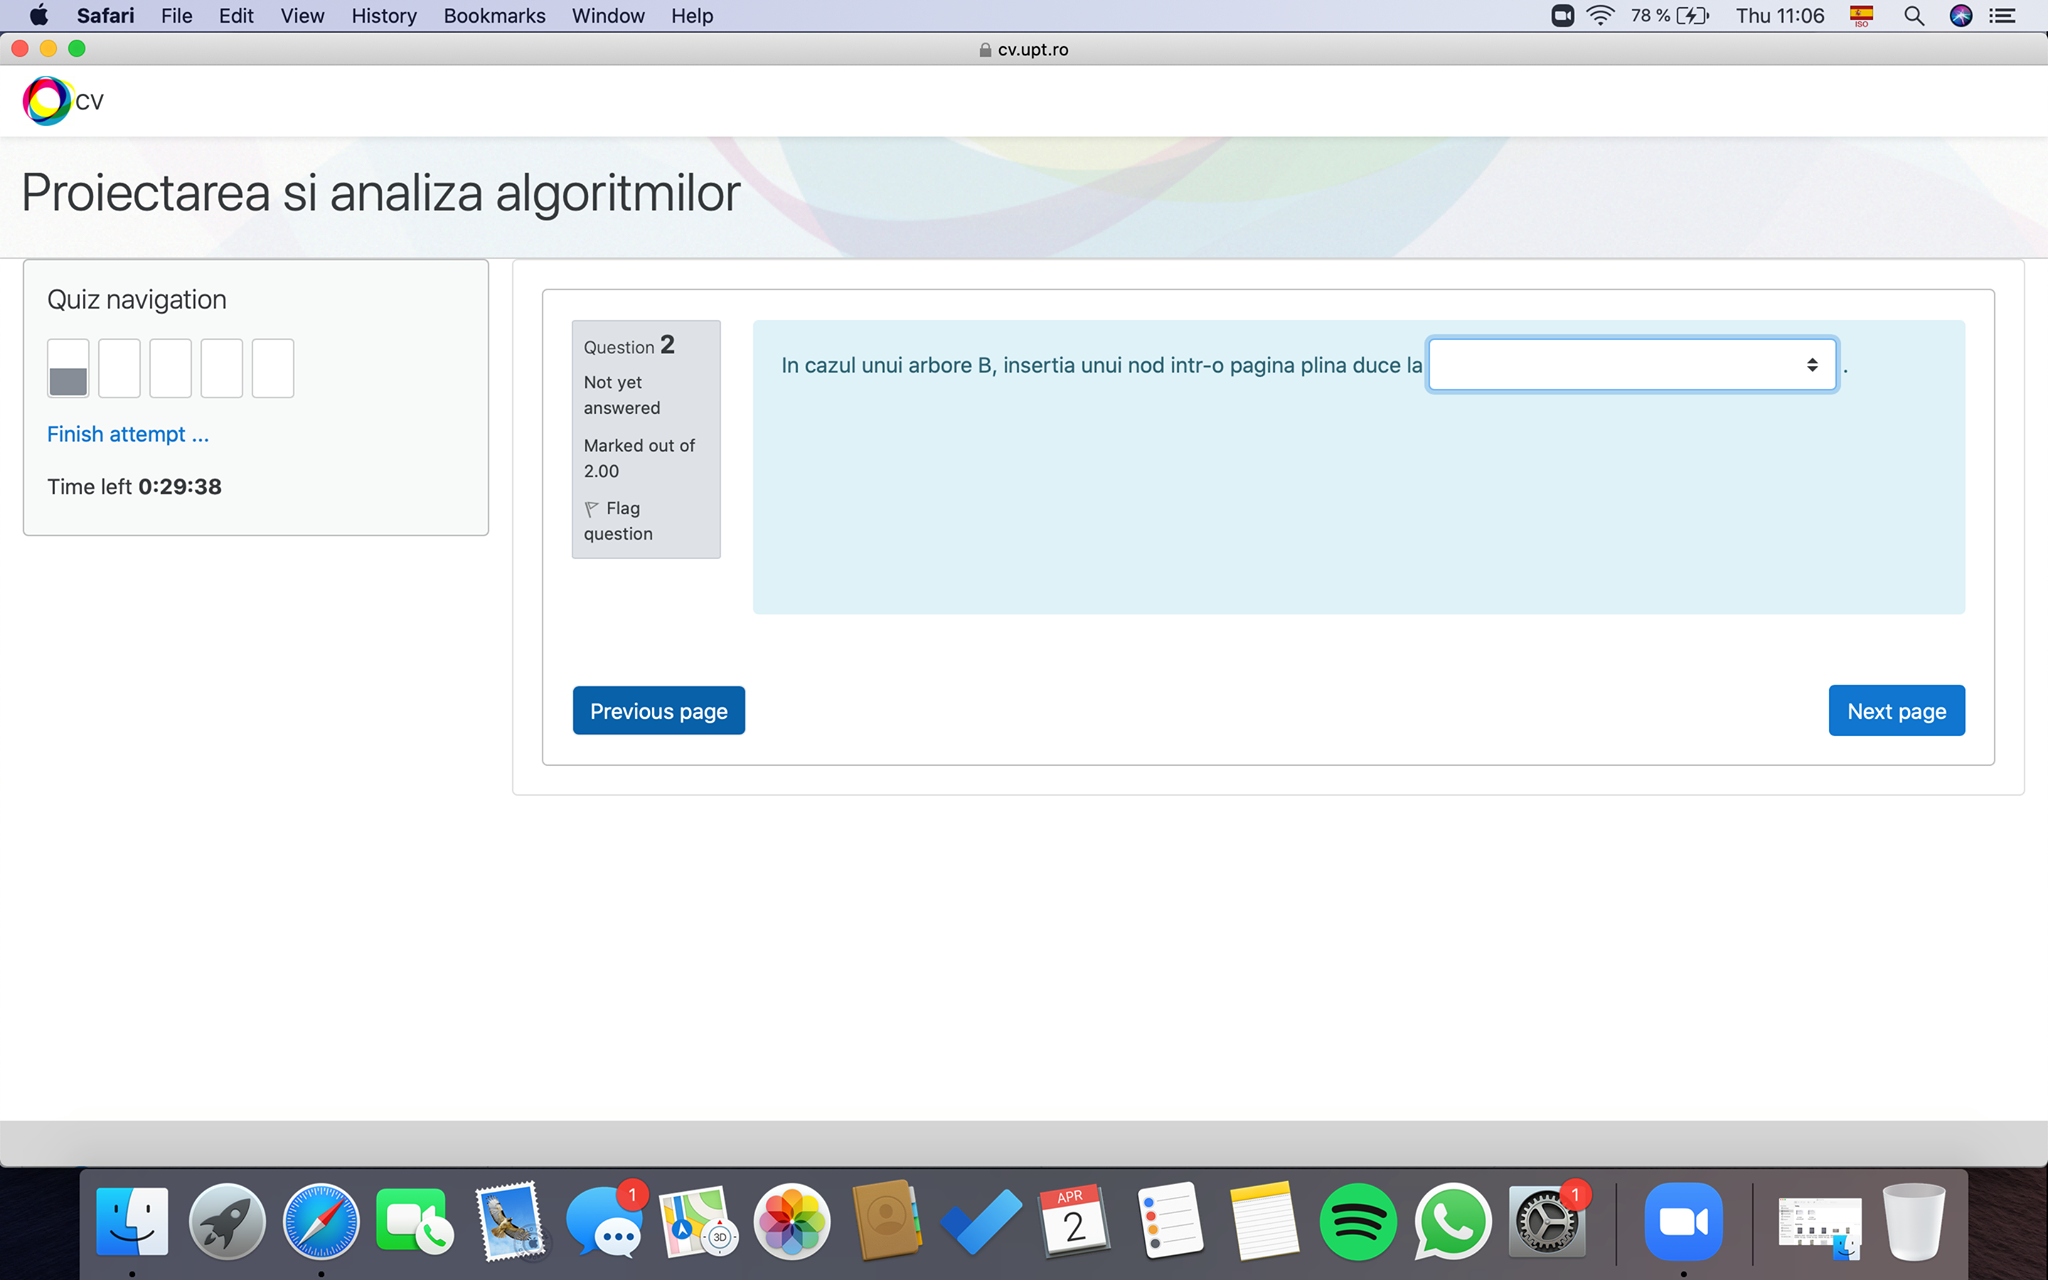 Safari File Edit View History Bookmarks Window Help 78 % Thu 11:06 ISO
cv.upt.ro
CV
Proiectarea si analiza algoritmilor
Quiz navigation
Finish attempt ...
Time left 0:29:38
Question 2
Not yet
answered
Marked out of
2.00
Flag
question
In cazul unui arbore B, insertia unui nod intr-o pagina plina duce la .
Previous page
Next page
1
3D
APR
2
1